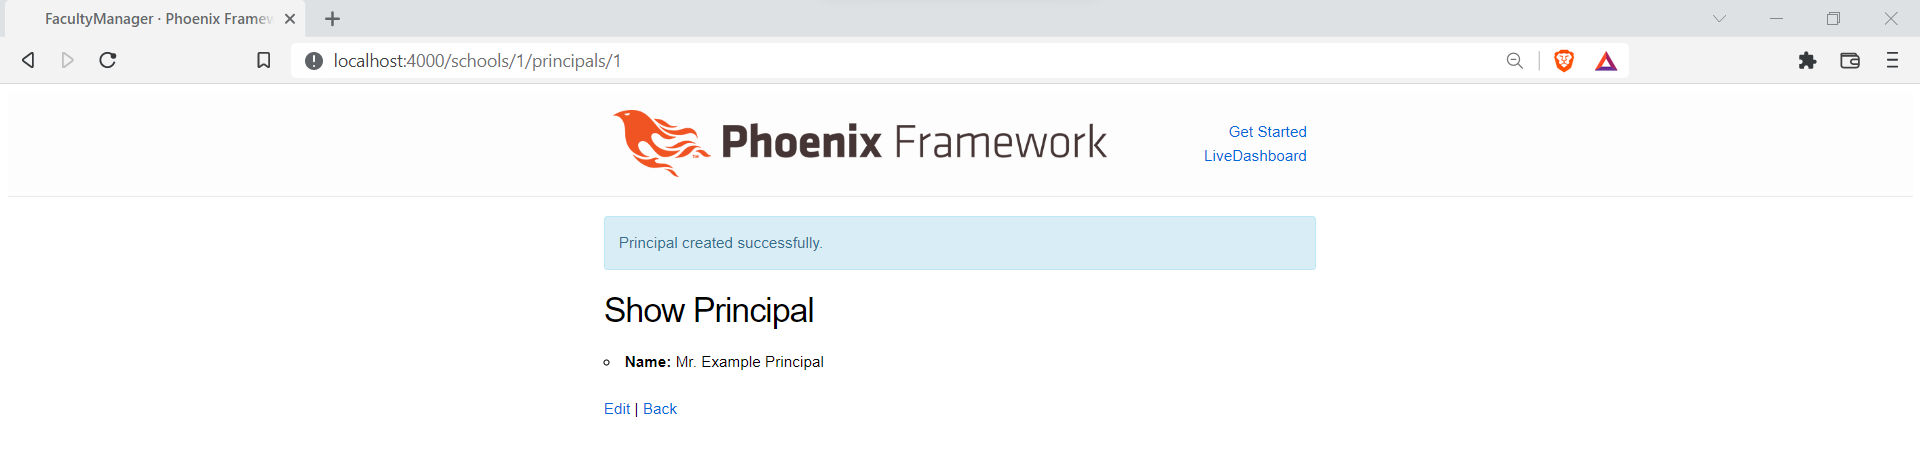 FacultyManager · Phoenix Framew
localhost:4000/schools/1/principals/1
Phoenix Framework
Get Started
LiveDashboard
Principal created successfully.
Show Principal
Name: Mr. Example Principal
Edit | Back